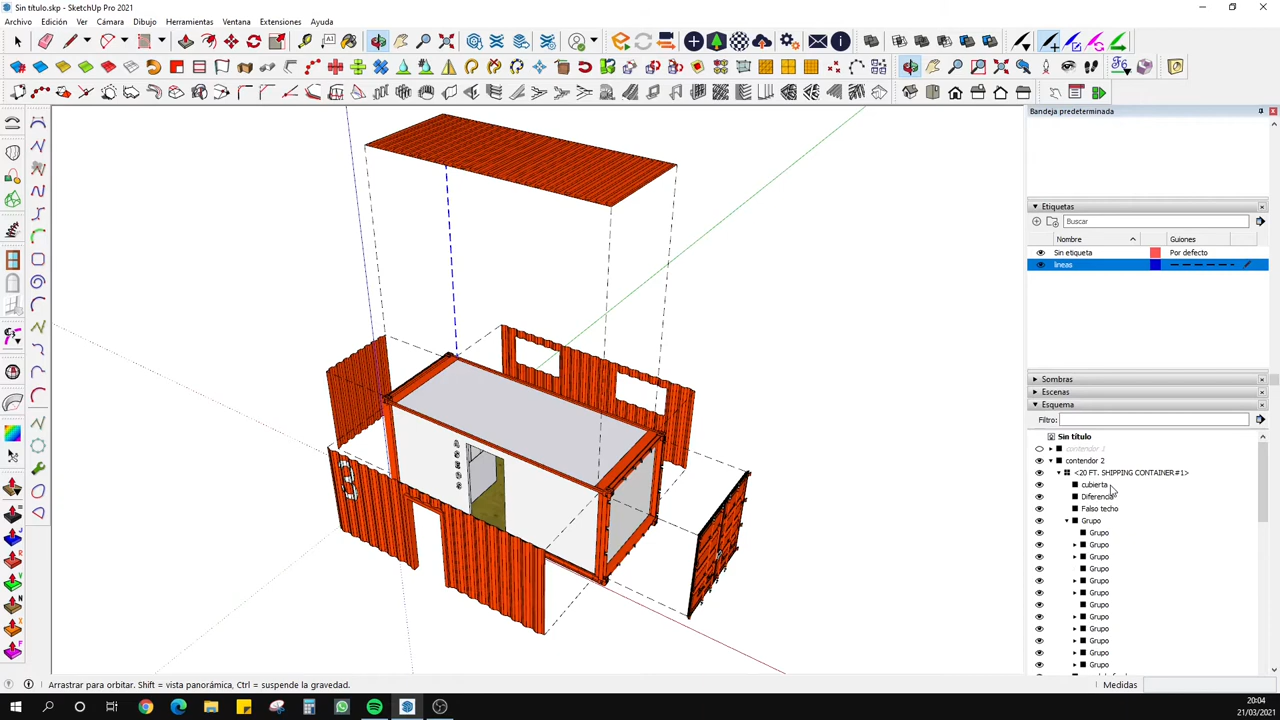 Sin título.skp - SketchUp Pro 2021
Archivo Edición Ver Cámara Dibujo Herramientas Ventana Extensiones Ayuda
Bandeja predeterminada
Etiquetas
Buscar
Nombre Guiones
Sin etiqueta Por defecto
lineas
Sombras
Escenas
Esquema
Filtro:
Sin título
contendor 1
contendor 2
<20 FT. SHIPPING CONTAINER#1>
cubierta
Diferencia
Falso techo
Grupo
Grupo
Grupo
Grupo
Grupo
Grupo
Grupo
Grupo
Grupo
Grupo
Grupo
Grupo
Grupo
ASEOS
Arrastrar para orbitar. Shift = vista panorámica, Ctrl = suspende la gravedad.
Medidas
20:04
21/03/2021